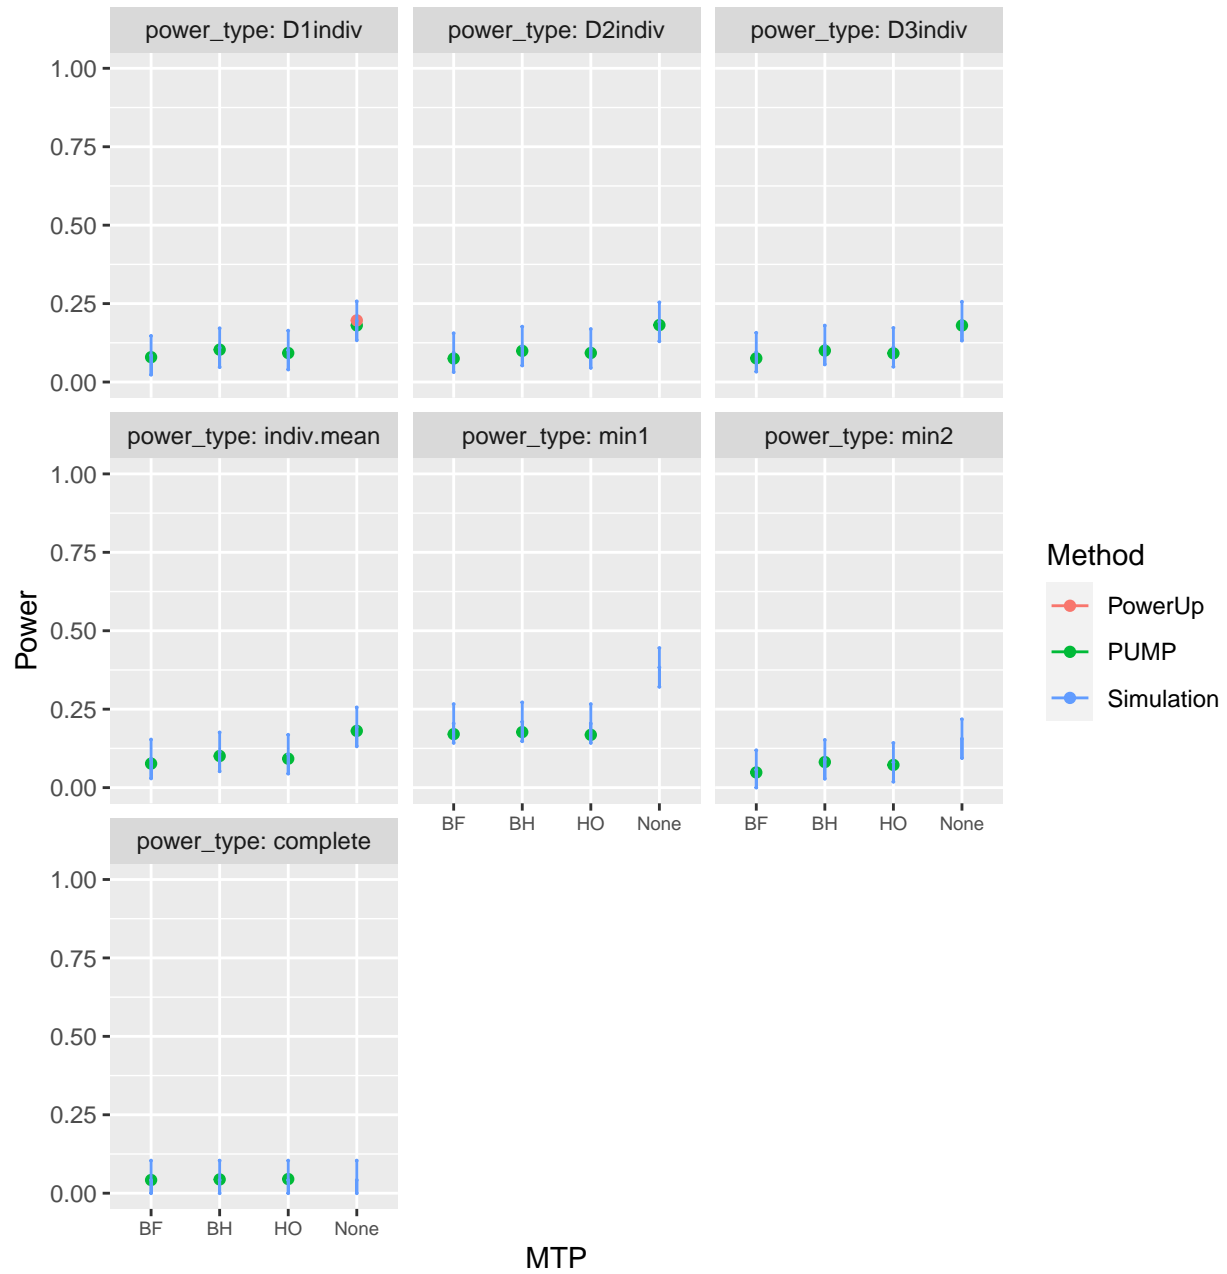 power_type: D1indiv
power_type: D2indiv
power_type: D3indiv
1.00
0.75
0.50
0.25
0.00
power_type: indiv.mean
power_type: min1
power_type: min2
1.00
0.75
0.50
0.25
0.00
BF BH HO None
BF BH HO None
power_type: complete
1.00
0.75
0.50
0.25
0.00
BF BH HO None
Power
MTP
Method
PowerUp
PUMP
Simulation